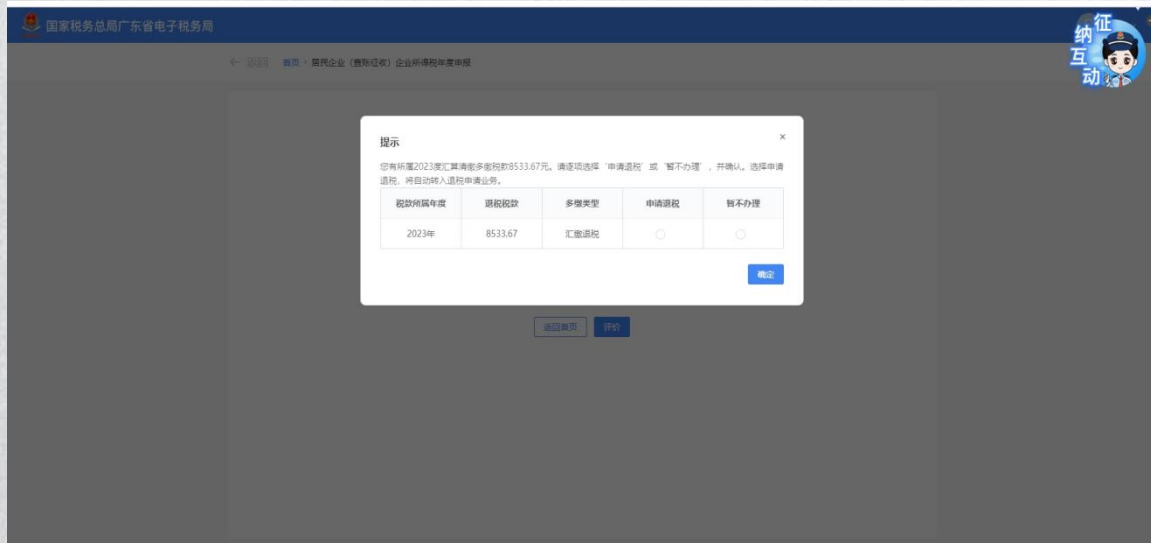 国家税务总局广东省电子税务局
征纳互动
← 返回 首页 › 居民企业（查账征收）企业所得税年度申报
提示
×
您有所属2023度汇算清缴多缴税款8533.67元。请逐项选择‘申请退税’或‘暂不办理’，并确认。选择申请
退税，将自动转入退税申请业务。
税款所属年度 退税税款 多缴类型 申请退税 暂不办理
2023年 8533.67 汇缴退税
确定
返回首页 评价